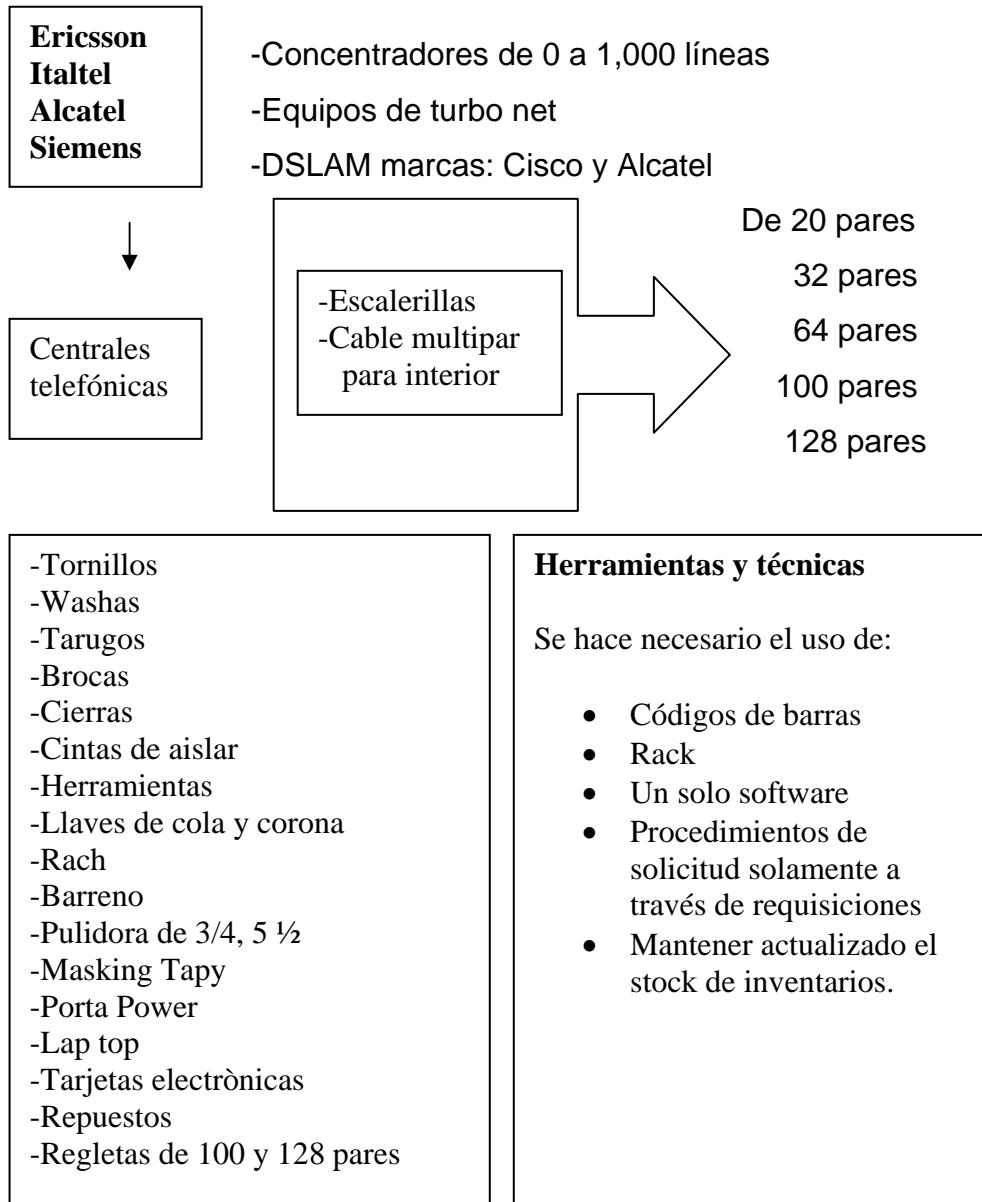 Ericsson
Italtel
Alcatel
Siemens
-Concentradores de 0 a 1,000 líneas
-Equipos de turbo net
-DSLAM marcas: Cisco y Alcatel
Centrales
telefónicas
-Escalerillas
-Cable multipar
para interior
De 20 pares
32 pares
64 pares
100 pares
128 pares
-Tornillos
-Washas
-Tarugos
-Brocas
-Cierras
-Cintas de aislar
-Herramientas
-Llaves de cola y corona
-Rach
-Barreno
-Pulidora de 3/4, 5 ½
-Masking Tapy
-Porta Power
-Lap top
-Tarjetas electrònicas
-Repuestos
-Regletas de 100 y 128 pares
Herramientas y técnicas
Se hace necesario el uso de:
• Códigos de barras
• Rack
• Un solo software
• Procedimientos de
solicitud solamente a
través de requisiciones
• Mantener actualizado el
stock de inventarios.